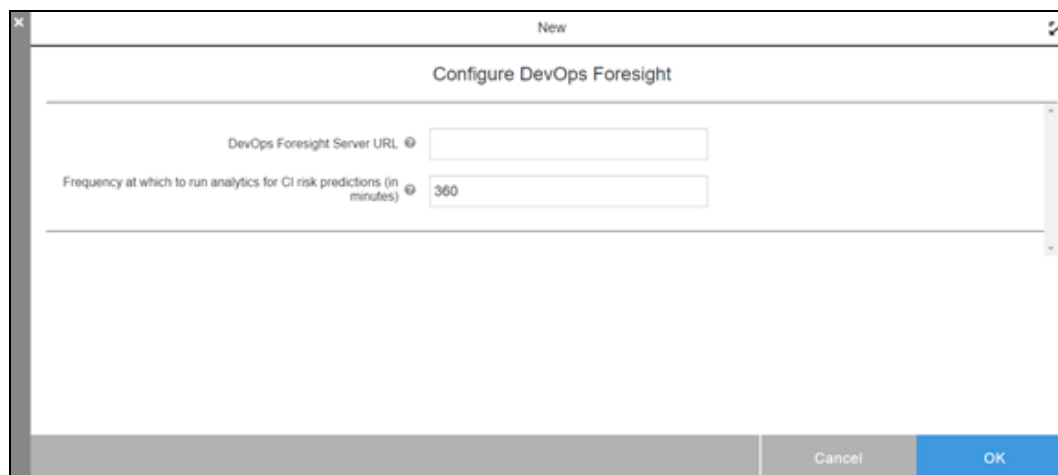 New
Configure DevOps Foresight
DevOps Foresight Server URL
Frequency at which to run analytics for CI risk predictions (in
minutes)
360
Cancel
OK